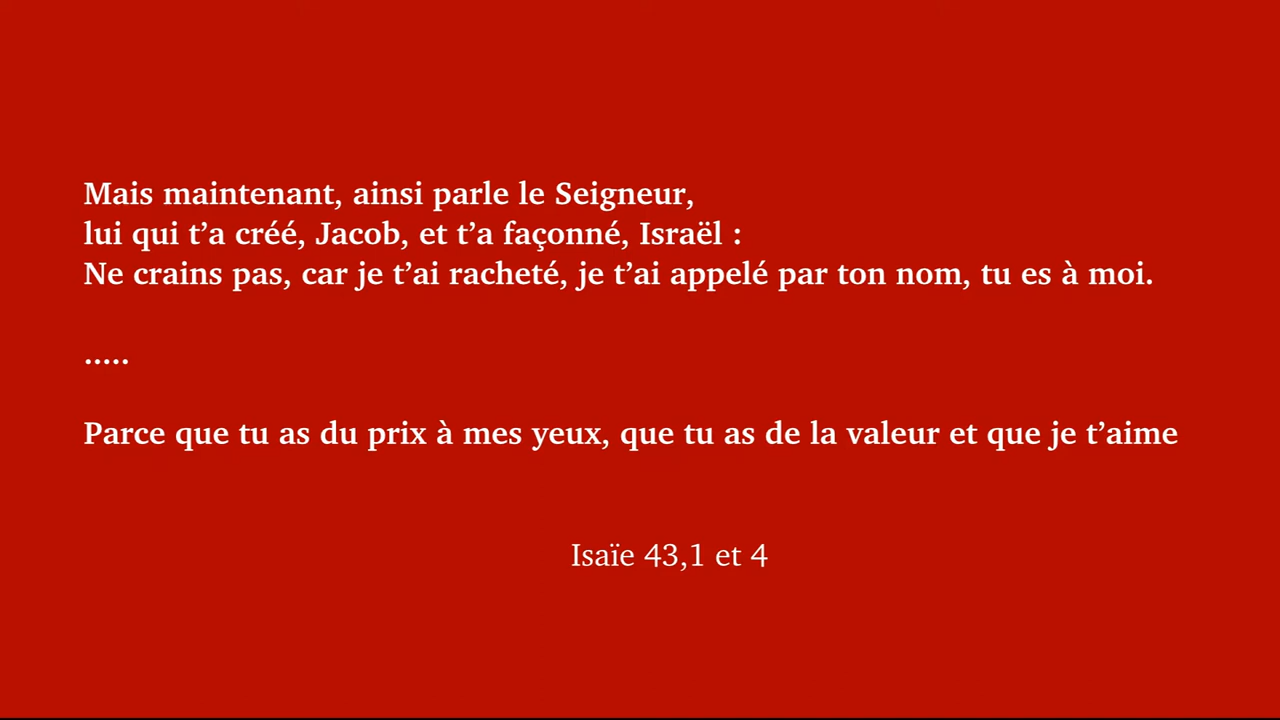 Mais maintenant, ainsi parle le Seigneur,
lui qui t’a créé, Jacob, et t’a façonné, Israël :
Ne crains pas, car je t’ai racheté, je t’ai appelé par ton nom, tu es à moi.
.....
Parce que tu as du prix à mes yeux, que tu as de la valeur et que je t’aime
Isaïe 43,1 et 4